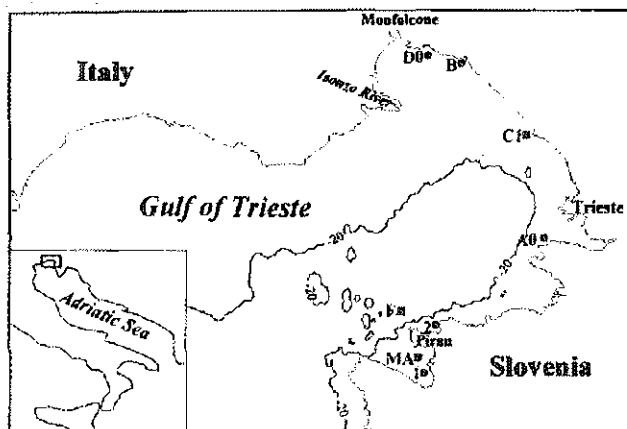 Monfalcone
D0
B
Italy
Isonzo River
C1
Gulf of Trieste
Trieste
A0
20
20
20
Adriatic Sea
F
2
Piran
MA
1
Slovenia
20